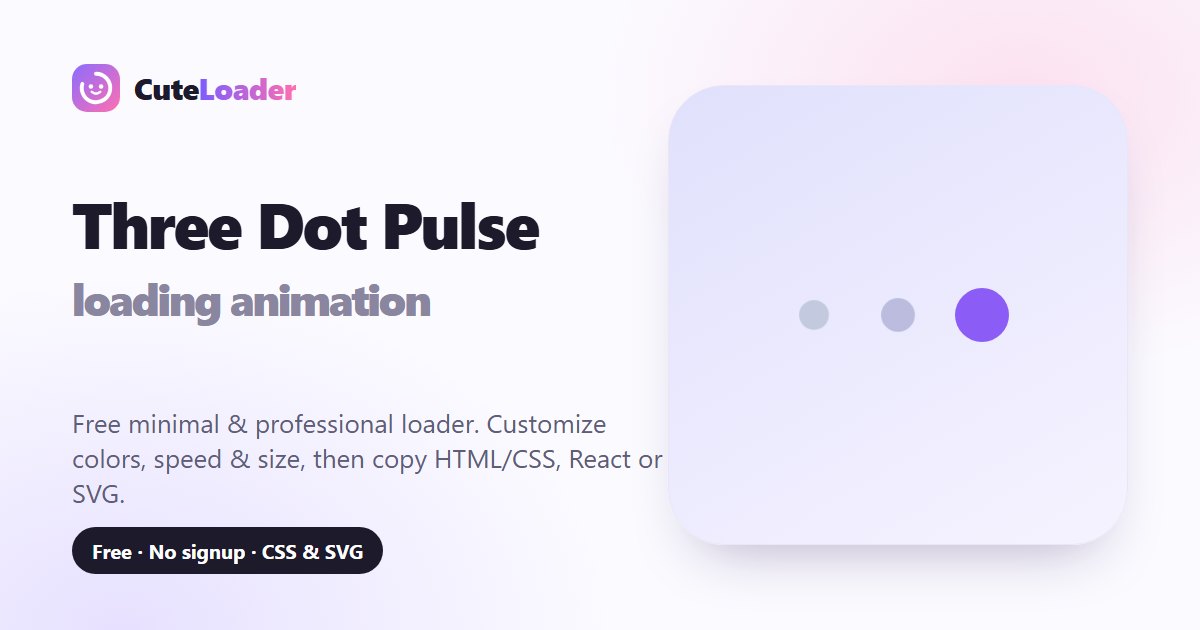 CuteLoader
Three Dot Pulse
loading animation
Free minimal & professional loader. Customize
colors, speed & size, then copy HTML/CSS, React or
SVG.
Free · No signup · CSS & SVG